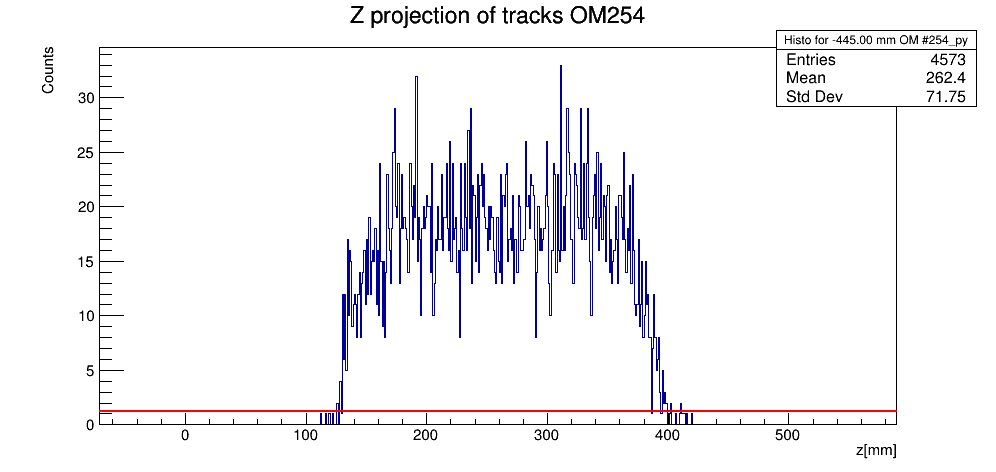 Z projection of tracks OM254
Histo for -445.00 mm OM #254_py
Entries 4573
Mean 262.4
Std Dev 71.75
Counts
30
25
20
15
10
5
0
0 100 200 300 400 500
z[mm]